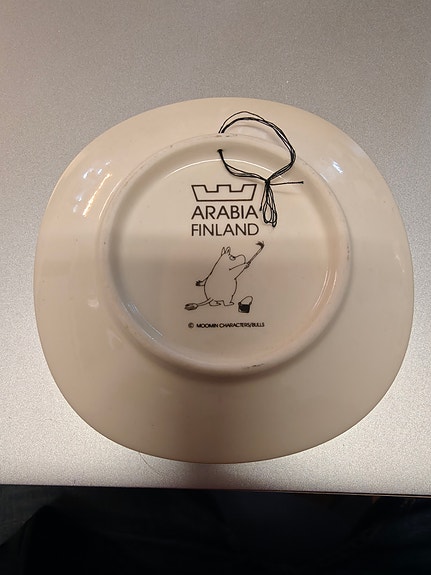 ARABIA
FINLAND
© MOOMIN CHARACTERS/BULLS